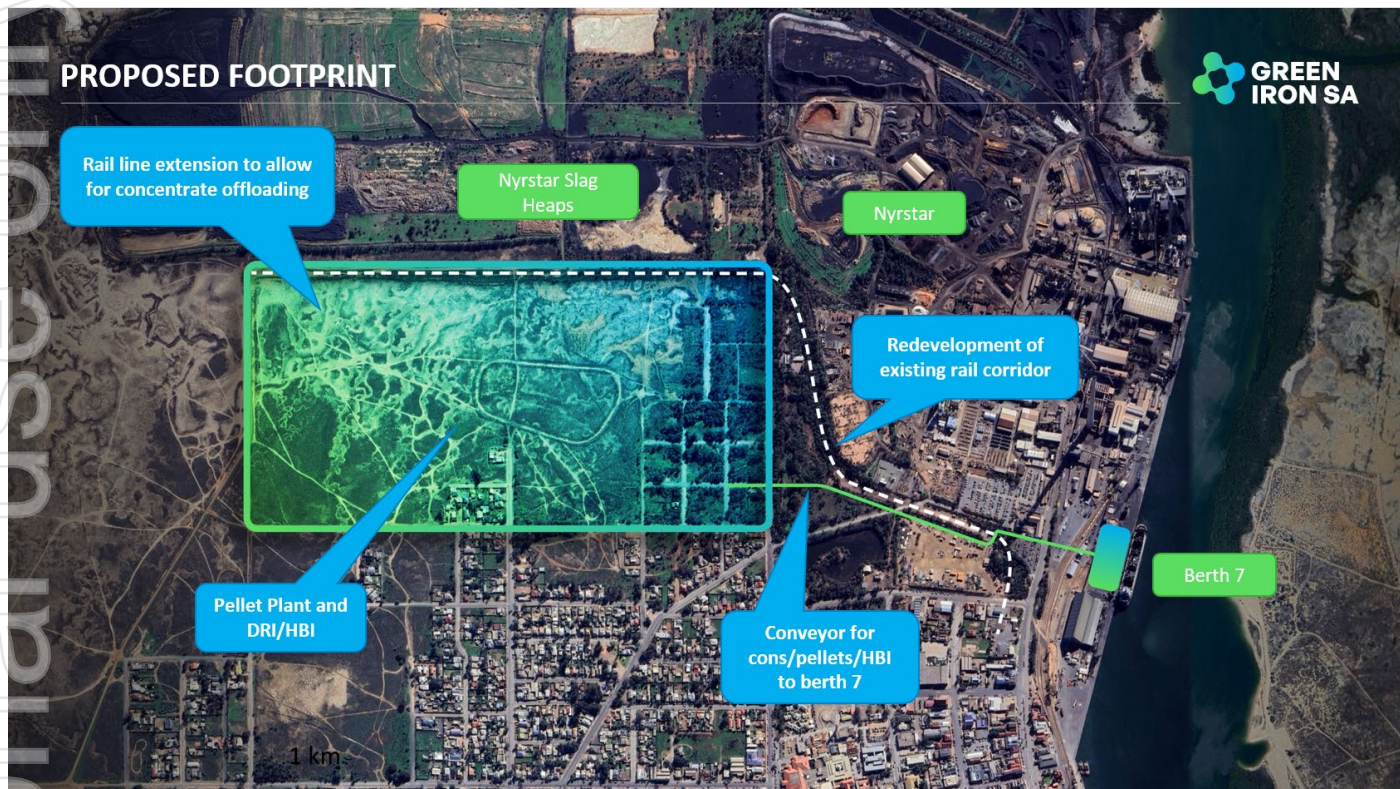 PROPOSED FOOTPRINT
GREEN
IRON SA
Rail line extension to allow
for concentrate offloading
Nyrstar Slag
Heaps
Nyrstar
Redevelopment of
existing rail corridor
Pellet Plant and
DRI/HBI
Conveyor for
cons/pellets/HBI
to berth 7
Berth 7
1 km